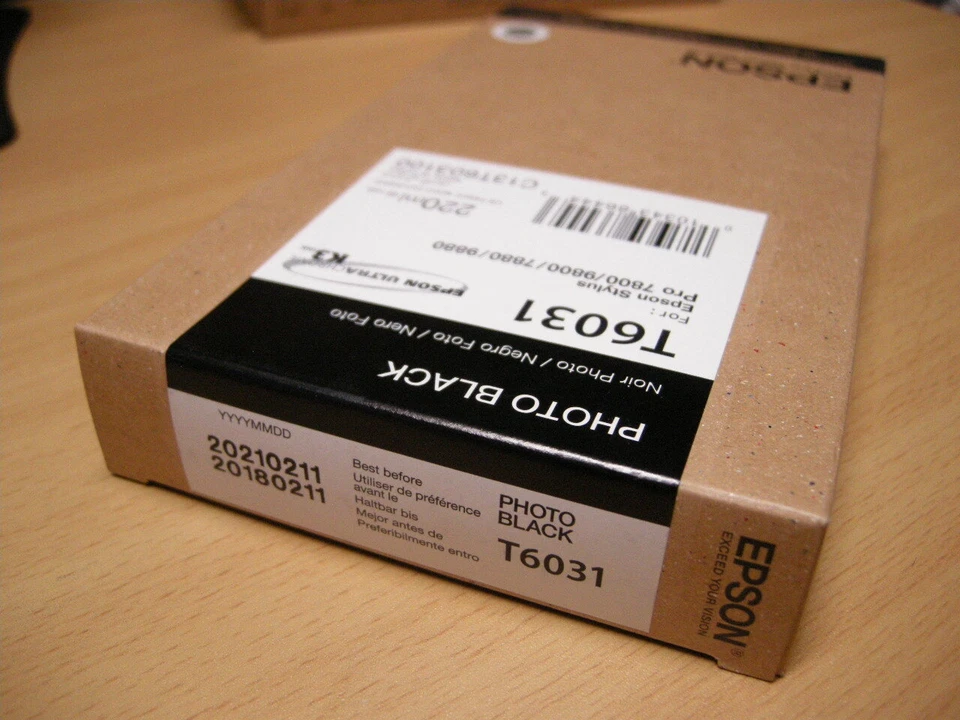 EPSON
C13T603100
220ml
EPSON ULTRACHROME
K3
T6031
For :
Epson Stylus
Pro 7800/9800/7880/9880
PHOTO BLACK
Noir Photo / Negro Foto / Nero Foto
YYYYMMDD
20210211
20180211
Best before
Utiliser de préférence
avant le
Haltbar bis
Mejor antes de
Preferibilmente entro
PHOTO
BLACK
T6031
EPSON®
EXCEED YOUR VISION